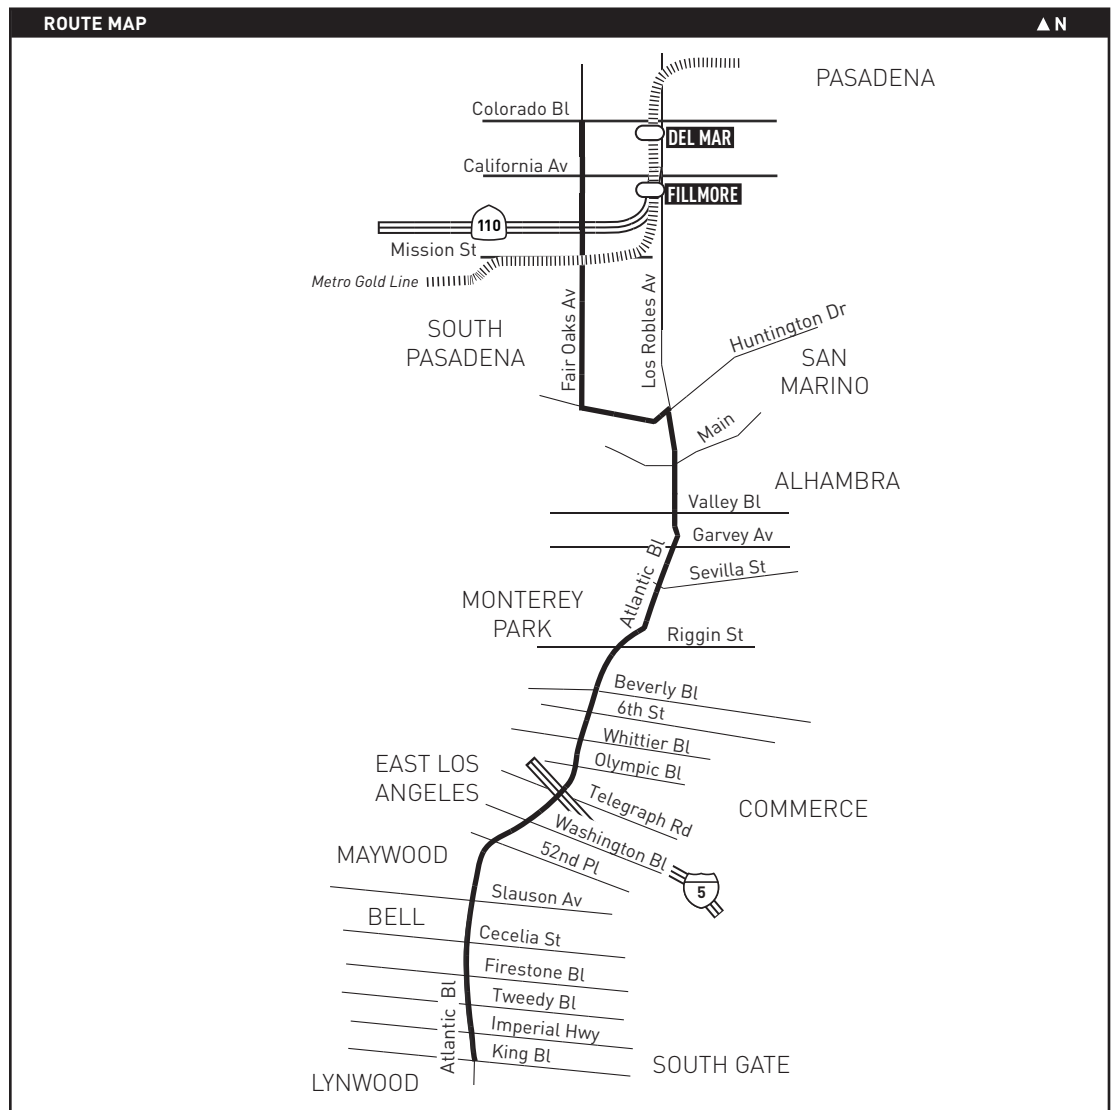 ROUTE MAP
N
PASADENA
Colorado Bl
DEL MAR
California Av
FILLMORE
110
Mission St
Metro Gold Line
Fair Oaks Av
Los Robles Av
Huntington Dr
SOUTH
PASADENA
SAN
MARINO
Main
ALHAMBRA
Valley Bl
Garvey Av
Atlantic Bl
Sevilla St
MONTEREY
PARK
Riggin St
Beverly Bl
6th St
Whittier Bl
Olympic Bl
EAST LOS
ANGELES
Telegraph Rd
COMMERCE
Washington Bl
52nd Pl
MAYWOOD
5
Slauson Av
BELL
Cecelia St
Firestone Bl
Tweedy Bl
Atlantic Bl
Imperial Hwy
King Bl
SOUTH GATE
LYNWOOD